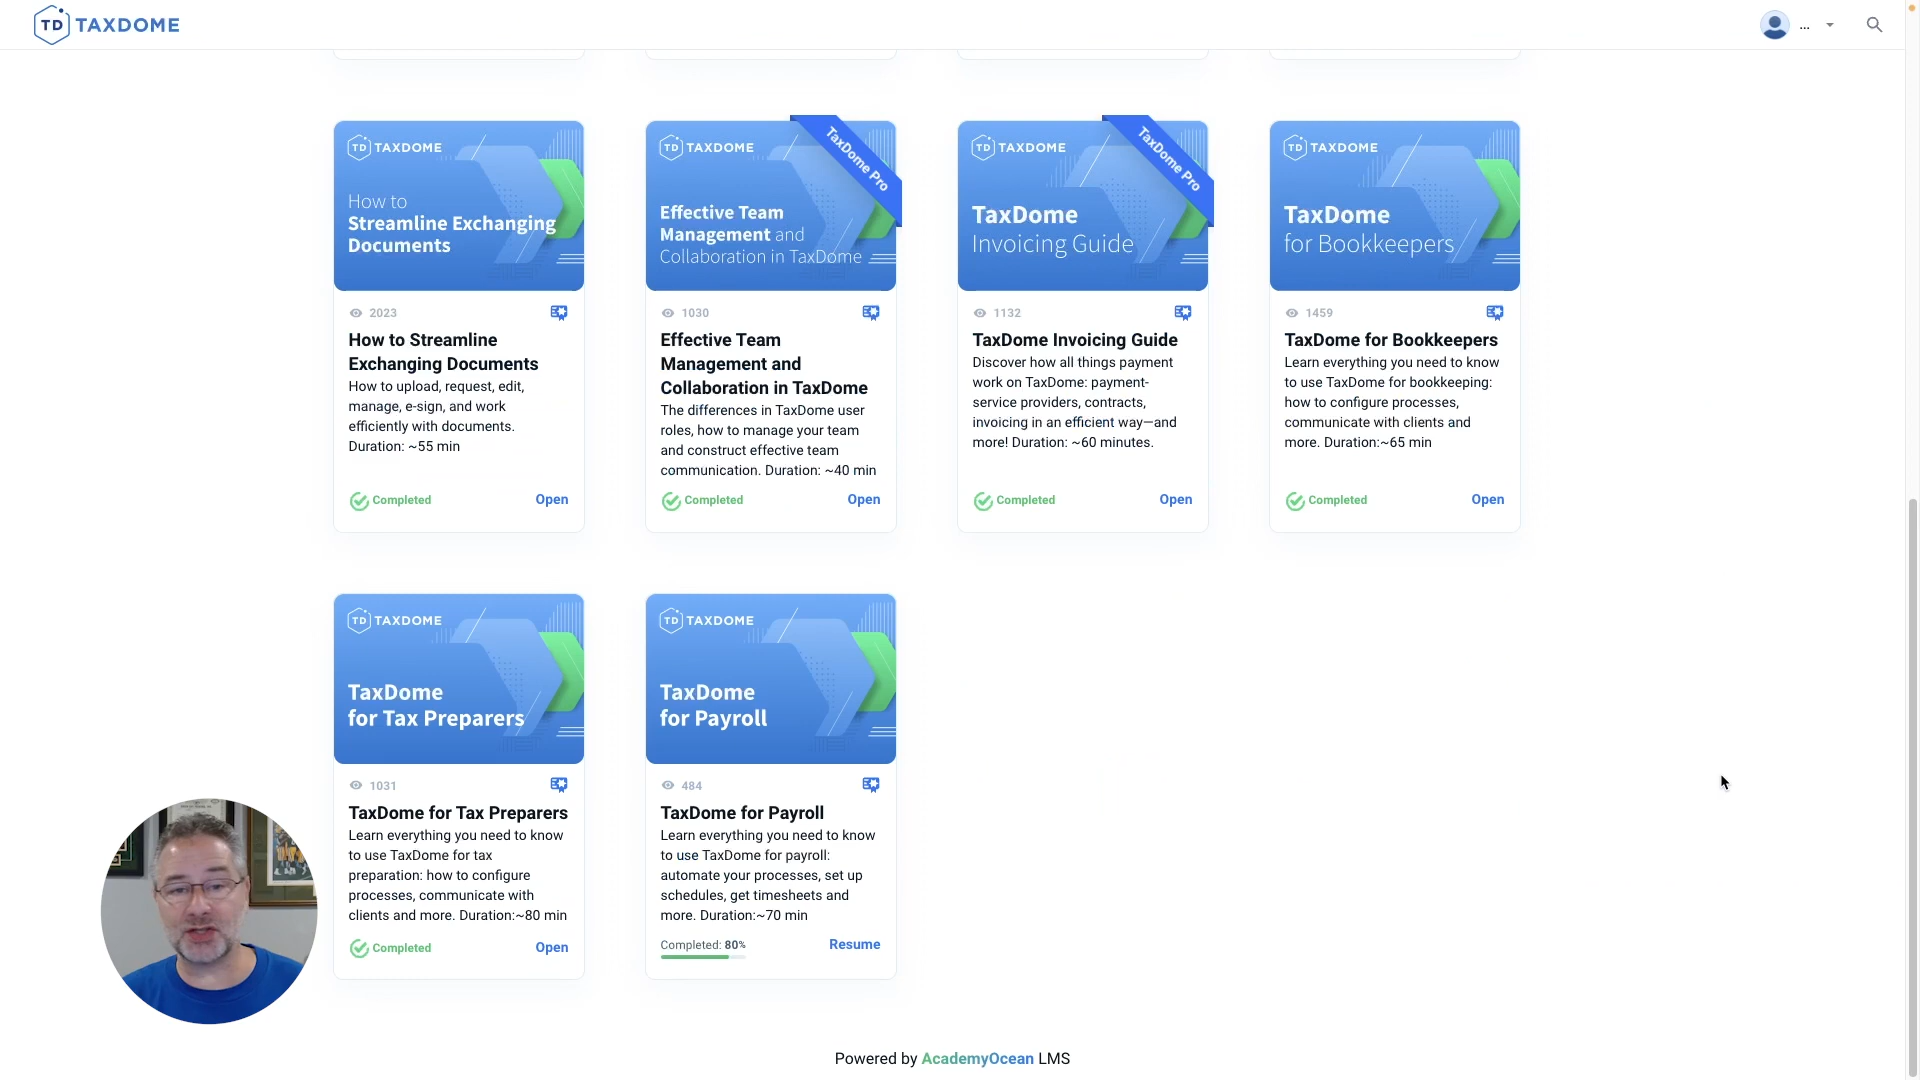 TD TAXDOME
...
TD TAXDOME
How to
Streamline Exchanging
Documents
2023
How to Streamline
Exchanging Documents
How to upload, request, edit,
manage, e-sign, and work
efficiently with documents.
Duration: ~55 min
Completed
Open
TD TAXDOME
TaxDome Pro
Effective Team
Management and
Collaboration in TaxDome
1030
Effective Team
Management and
Collaboration in TaxDome
The differences in TaxDome user
roles, how to manage your team
and construct effective team
communication. Duration: ~40 min
Completed
Open
TD TAXDOME
TaxDome Pro
TaxDome
Invoicing Guide
1132
TaxDome Invoicing Guide
Discover how all things payment
work on TaxDome: payment-
service providers, contracts,
invoicing in an efficient way—and
more! Duration: ~60 minutes.
Completed
Open
TD TAXDOME
TaxDome
for Bookkeepers
1459
TaxDome for Bookkeepers
Learn everything you need to know
to use TaxDome for bookkeeping:
how to configure processes,
communicate with clients and
more. Duration:~65 min
Completed
Open
TD TAXDOME
TaxDome
for Tax Preparers
1031
TaxDome for Tax Preparers
Learn everything you need to know
to use TaxDome for tax
preparation: how to configure
processes, communicate with
clients and more. Duration:~80 min
Completed
Open
TD TAXDOME
TaxDome
for Payroll
484
TaxDome for Payroll
Learn everything you need to know
to use TaxDome for payroll:
automate your processes, set up
schedules, get timesheets and
more. Duration:~70 min
Completed: 80%
Resume
Powered by AcademyOcean LMS